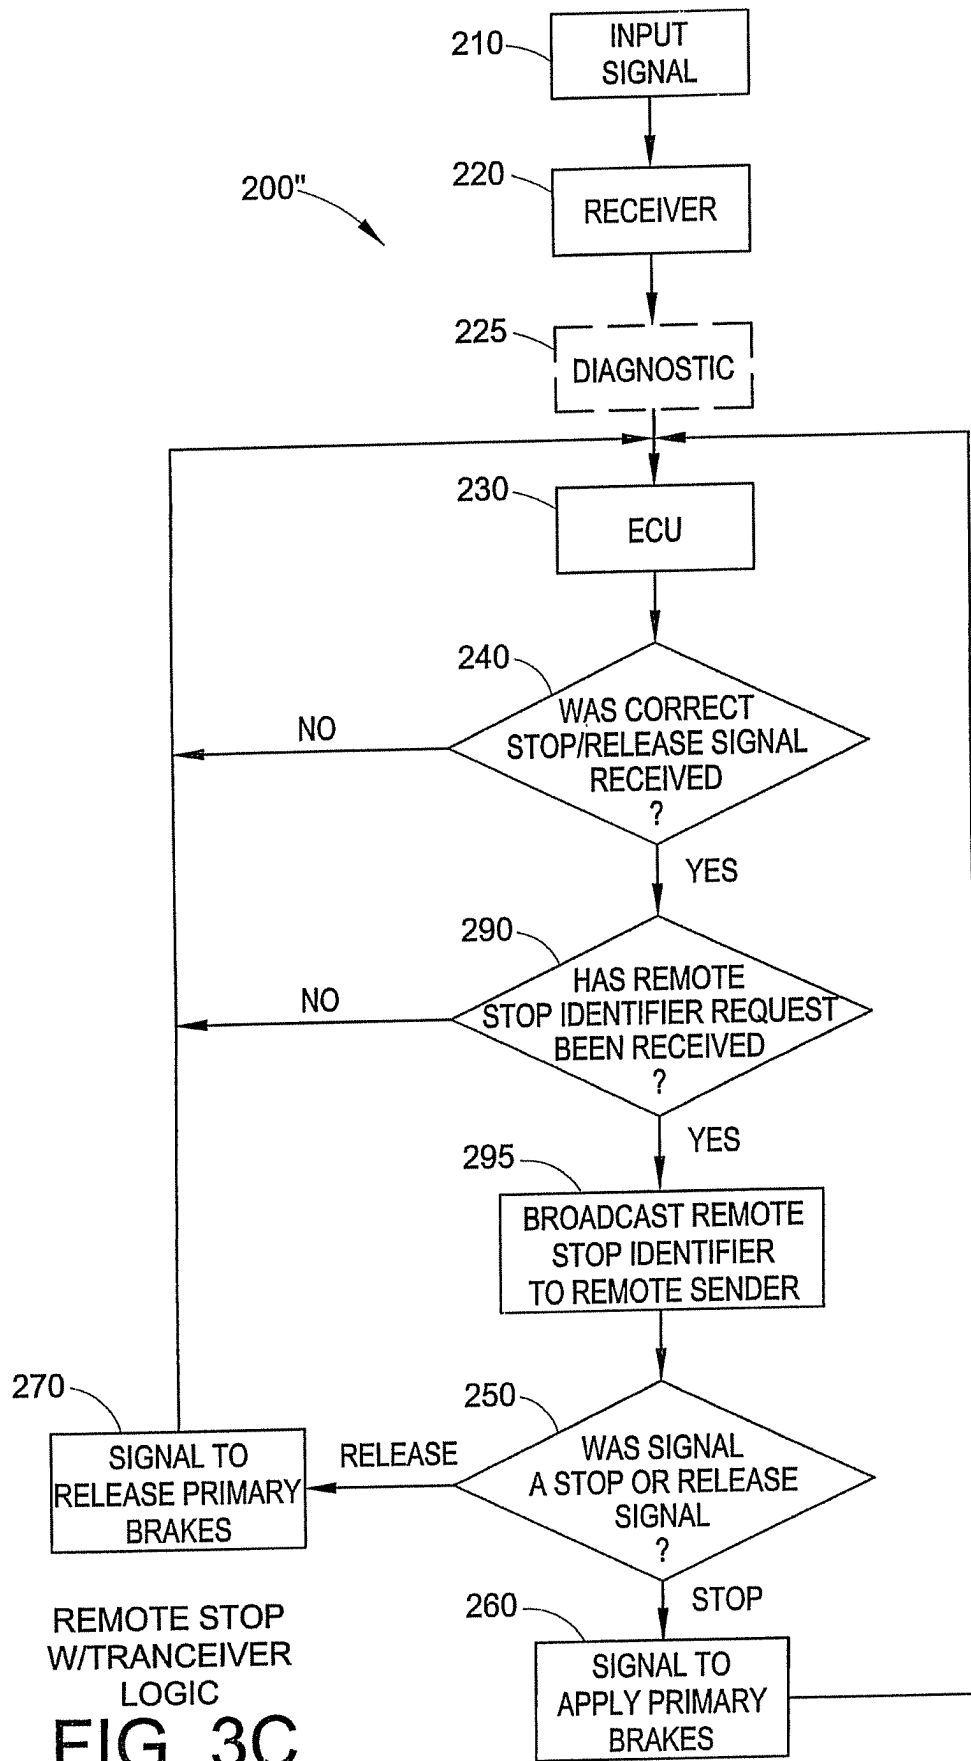 210
INPUT
SIGNAL
220
RECEIVER
200"
225
DIAGNOSTIC
230
ECU
240
WAS CORRECT
STOP/RELEASE SIGNAL
RECEIVED
?
NO
YES
290
HAS REMOTE
STOP IDENTIFIER REQUEST
BEEN RECEIVED
?
NO
YES
295
BROADCAST REMOTE
STOP IDENTIFIER
TO REMOTE SENDER
250
WAS SIGNAL
A STOP OR RELEASE
SIGNAL
?
RELEASE
270
SIGNAL TO
RELEASE PRIMARY
BRAKES
STOP
260
SIGNAL TO
APPLY PRIMARY
BRAKES
REMOTE STOP
W/TRANCEIVER
LOGIC
FIG. 3C